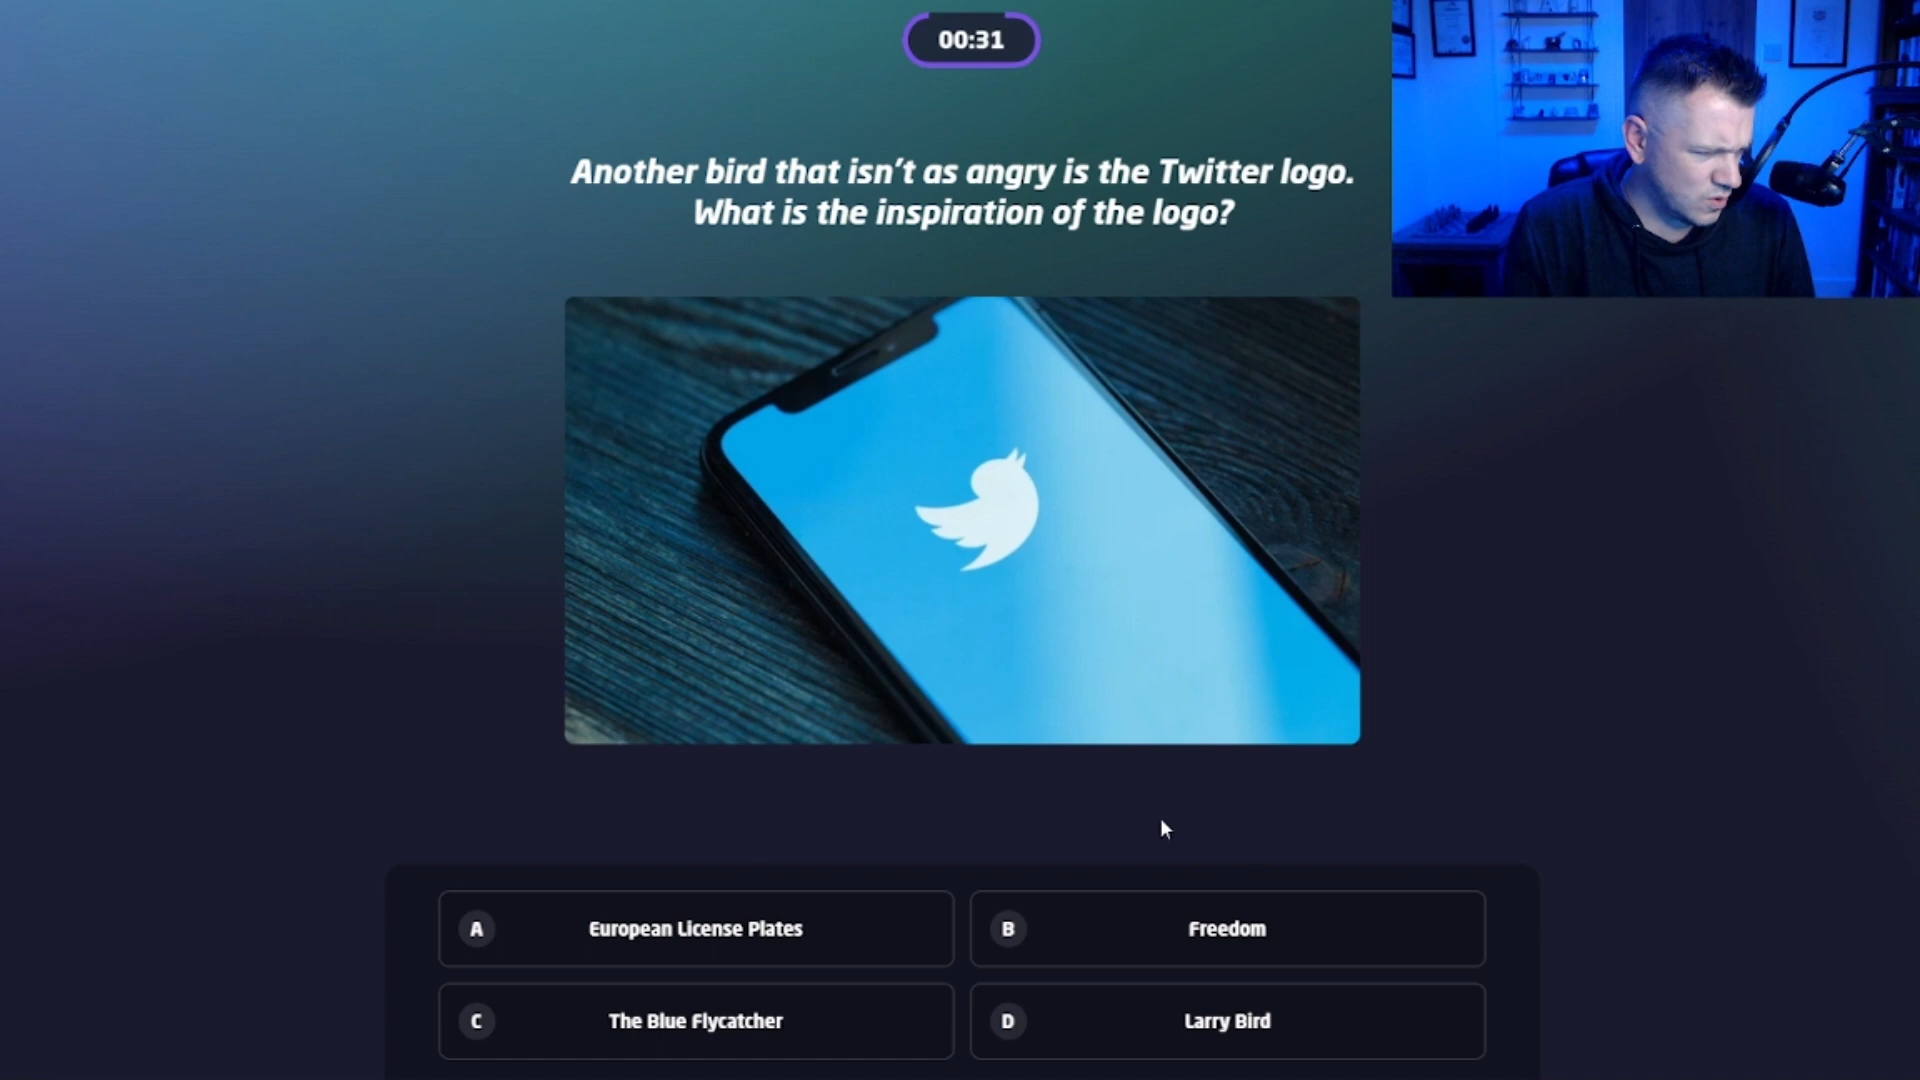 00:31
Another bird that isn't as angry is the Twitter logo.
What is the inspiration of the logo?
A European License Plates
B Freedom
C The Blue Flycatcher
D Larry Bird